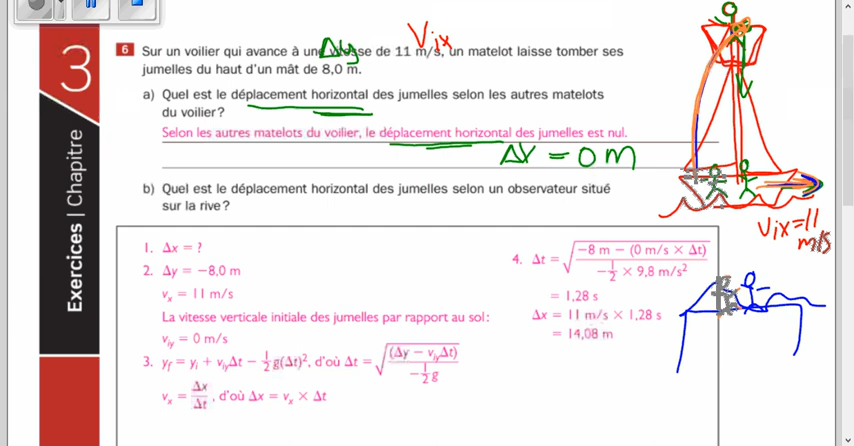 3
Exercices | Chapitre
6 Sur un voilier qui avance à une vitesse de 11 m/s, un matelot laisse tomber ses
jumelles du haut d'un mât de 8,0 m.
Vix
Δy
a) Quel est le déplacement horizontal des jumelles selon les autres matelots
du voilier?
Selon les autres matelots du voilier, le déplacement horizontal des jumelles est nul.
Δx = 0 m
b) Quel est le déplacement horizontal des jumelles selon un observateur situé
sur la rive?
Vix = 11
m/s
1. Δx = ?
2. Δy = −8,0 m
vₓ = 11 m/s
La vitesse verticale initiale des jumelles par rapport au sol:
v_iy = 0 m/s
3. y_f = y_i + v_iyΔt − ½g(Δt)², d'où Δt = √((Δy − v_iyΔt) / −½g)
vₓ = Δx/Δt, d'où Δx = vₓ × Δt
4. Δt = √(−8 m − (0 m/s × Δt) / −½ × 9,8 m/s²)
= 1,28 s
Δx = 11 m/s × 1,28 s
= 14,08 m